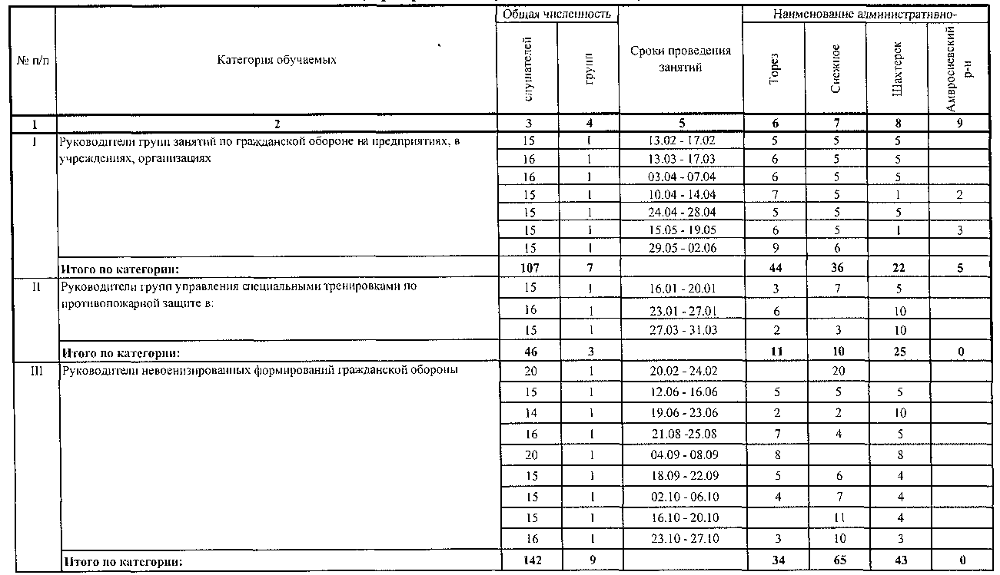 Общая численность Наименование административно-
№ п/п Категория обучаемых слушателей групп Сроки проведения занятий Торез Снежное Шахтерск Амвросиевский р-н
1 2 3 4 5 6 7 8 9
I Руководители групп занятий по гражданской обороне на предприятиях, в 15 1 13.02 - 17.02 5 5 5
учреждениях, организациях 16 1 13.03 - 17.03 6 5 5
16 1 03.04 - 07.04 6 5 5
15 1 10.04 - 14.04 7 5 1 2
15 1 24.04 - 28.04 5 5 5
15 1 15.05 - 19.05 6 5 1 3
15 1 29.05 - 02.06 9 6
Итого по категории: 107 7 44 36 22 5
II Руководители групп управления специальными тренировками по 15 1 16.01 - 20.01 3 7 5
противопожарной защите в: 16 1 23.01 - 27.01 6 10
15 1 27.03 - 31.03 2 3 10
Итого по категории: 46 3 11 10 25 0
III Руководители невоенизированных формирований гражданской обороны 20 1 20.02 - 24.02 20
15 1 12.06 - 16.06 5 5 5
14 1 19.06 - 23.06 2 2 10
16 1 21.08 -25.08 7 4 5
20 1 04.09 - 08.09 8 8
15 1 18.09 - 22.09 5 6 4
15 1 02.10 - 06.10 4 7 4
15 1 16.10 - 20.10 11 4
16 1 23.10 - 27.10 3 10 3
Итого по категории: 142 9 34 65 43 0